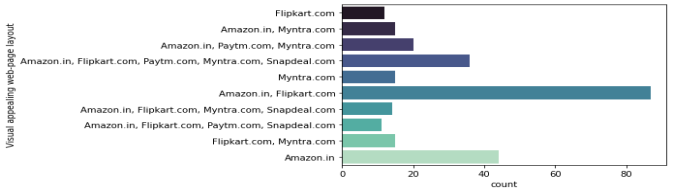 Visual appealing web-page layout
Flipkart.com
Amazon.in, Myntra.com
Amazon.in, Paytm.com, Myntra.com
Amazon.in, Flipkart.com, Paytm.com, Myntra.com, Snapdeal.com
Myntra.com
Amazon.in, Flipkart.com
Amazon.in, Flipkart.com, Myntra.com, Snapdeal.com
Amazon.in, Flipkart.com, Paytm.com, Snapdeal.com
Flipkart.com, Myntra.com
Amazon.in
0 20 40 60 80
count